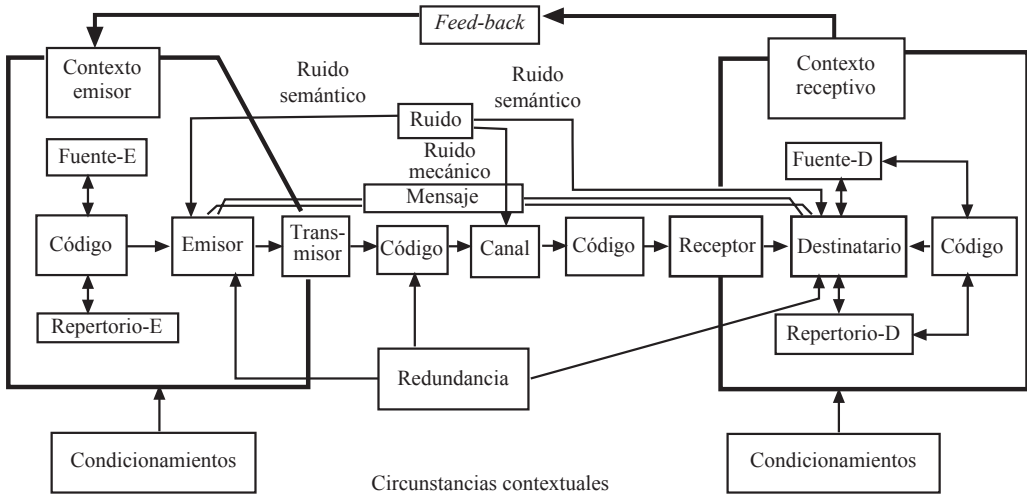 Feed-back
Contexto
emisor
Contexto
receptivo
Ruido
semántico
Ruido
semántico
Ruido
Ruido
mecánico
Fuente-E
Fuente-D
Mensaje
Código
Emisor
Trans-
misor
Código
Canal
Código
Receptor
Destinatario
Código
Repertorio-E
Repertorio-D
Redundancia
Condicionamientos
Condicionamientos
Circunstancias contextuales